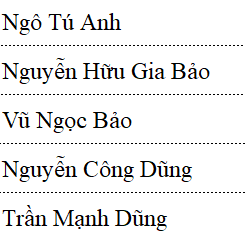 Ngô Tú Anh
Nguyễn Hữu Gia Bảo
Vũ Ngọc Bảo
Nguyễn Công Dũng
Trần Mạnh Dũng